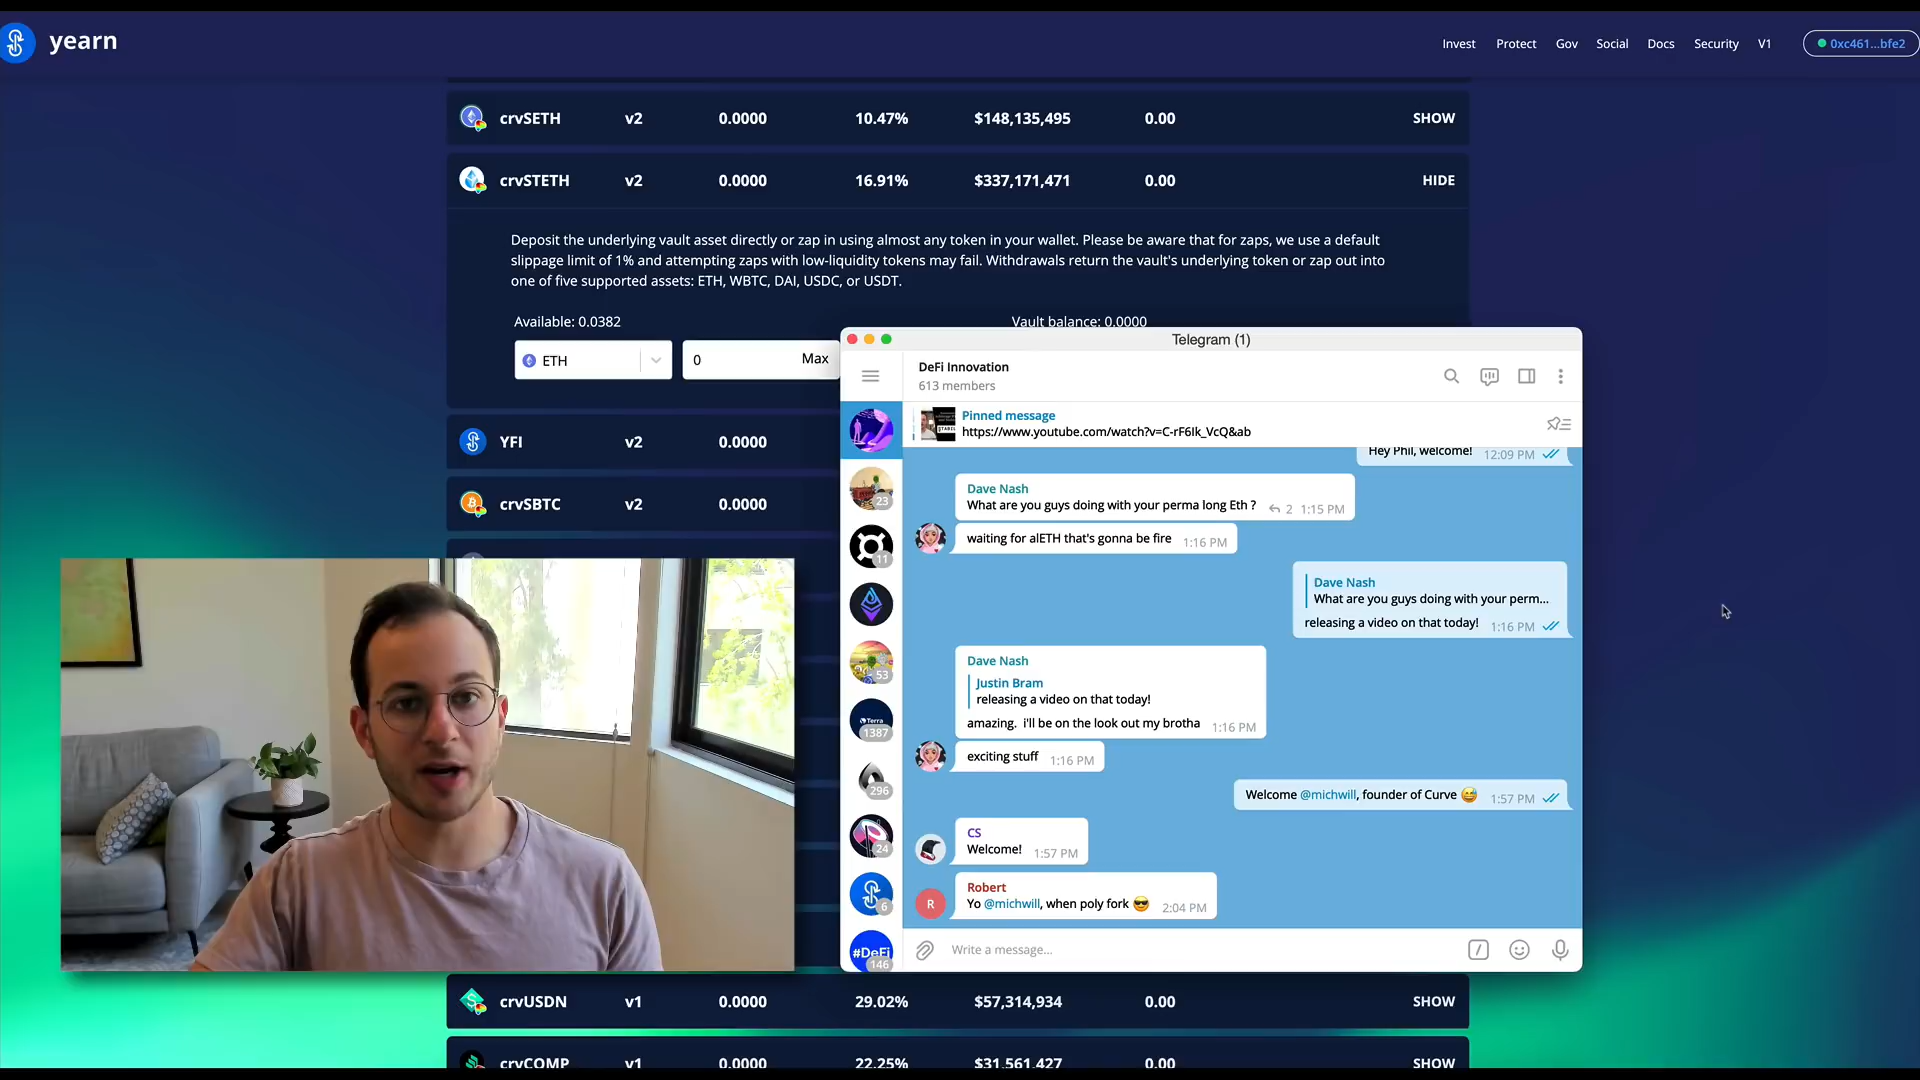 yearn
Invest Protect Gov Social Docs Security V1 0xc461...bfe2
crvSETH v2 0.0000 10.47% $148,135,495 0.00 SHOW
crvSTETH v2 0.0000 16.91% $337,171,471 0.00 HIDE
Deposit the underlying vault asset directly or zap in using almost any token in your wallet. Please be aware that for zaps, we use a default
slippage limit of 1% and attempting zaps with low-liquidity tokens may fail. Withdrawals return the vault's underlying token or zap out into
one of five supported assets: ETH, WBTC, DAI, USDC, or USDT.
Available: 0.0382 Vault balance: 0.0000
ETH 0 Max
YFI v2 0.0000
crvSBTC v2 0.0000
Telegram (1)
DeFi Innovation
613 members
Pinned message
https://www.youtube.com/watch?v=C-rF6Ik_VcQ&ab
Hey Phil, welcome! 12:09 PM
Dave Nash
What are you guys doing with your perma long Eth ? 2 1:15 PM
waiting for alETH that's gonna be fire 1:16 PM
Dave Nash
What are you guys doing with your perm...
releasing a video on that today! 1:16 PM
Dave Nash
Justin Bram
releasing a video on that today!
amazing. i'll be on the look out my brotha 1:16 PM
exciting stuff 1:16 PM
Welcome @michwill, founder of Curve 😅 1:57 PM
CS
Welcome! 1:57 PM
R
Robert
Yo @michwill, when poly fork 😎 2:04 PM
Write a message...
23
11
53
Terra
1387
296
24
6
#DeFi
146
crvUSDN v1 0.0000 29.02% $57,314,934 0.00 SHOW
crvCOMP v1 0.0000 22.25% $31,561,427 0.00 SHOW